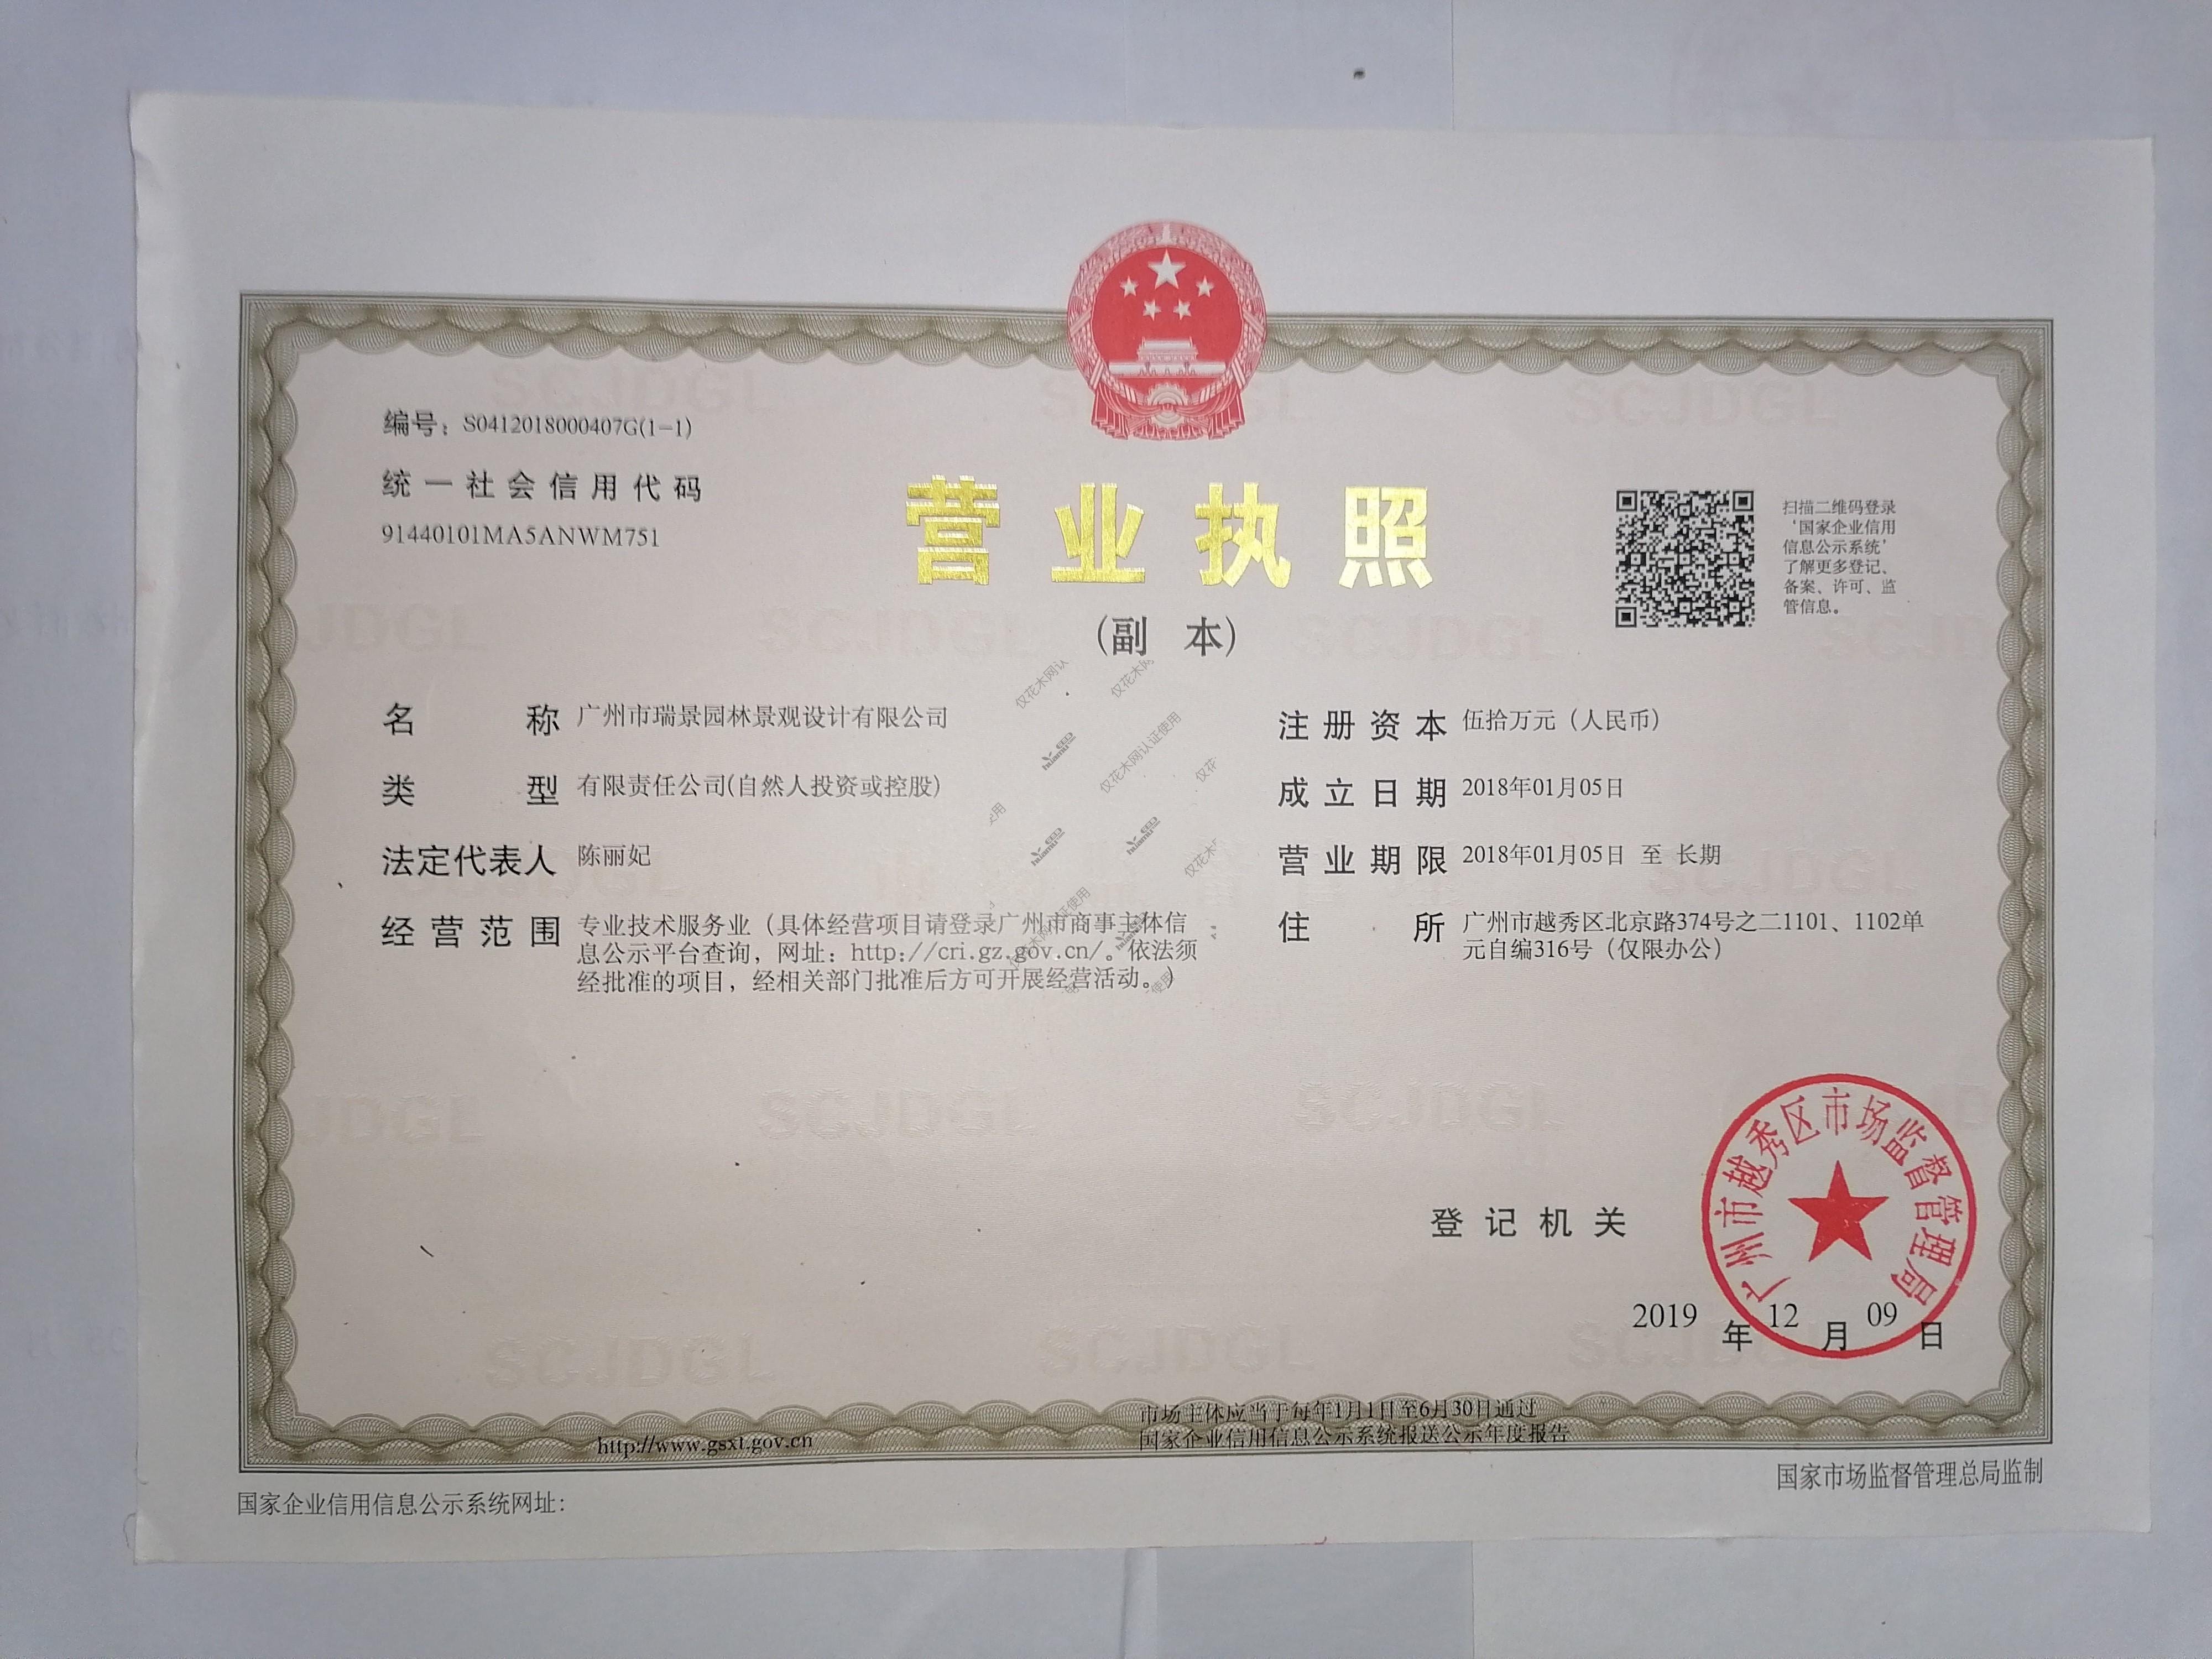 编号：S0412018000407G(1-1)
统一社会信用代码
91440101MA5ANWM751
营业执照
(副 本)
扫描二维码登录
‘国家企业信用
信息公示系统’
了解更多登记、
备案、许可、监
管信息。
名 称 广州市瑞景园林景观设计有限公司
类 型 有限责任公司(自然人投资或控股)
法定代表人 陈丽妃
经营范围 专业技术服务业（具体经营项目请登录广州市商事主体信
息公示平台查询，网址：http://cri.gz.gov.cn/。依法须
经批准的项目，经相关部门批准后方可开展经营活动。）
注册资本 伍拾万元（人民币）
成立日期 2018年01月05日
营业期限 2018年01月05日 至 长期
住 所 广州市越秀区北京路374号之二1101、1102单
元自编316号（仅限办公）
仅花木网认证使用
huamu
登记机关
广州市越秀区市场监督管理局
2019 年 12 月 09 日
http://www.gsxt.gov.cn
市场主体应当于每年1月1日至6月30日通过
国家企业信用信息公示系统报送公示年度报告
国家企业信用信息公示系统网址：
国家市场监督管理总局监制
SCJDGL